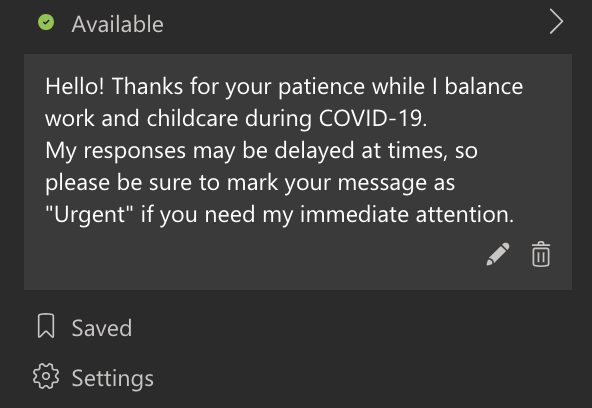 Available
Hello! Thanks for your patience while I balance
work and childcare during COVID-19.
My responses may be delayed at times, so
please be sure to mark your message as
"Urgent" if you need my immediate attention.
Saved
Settings